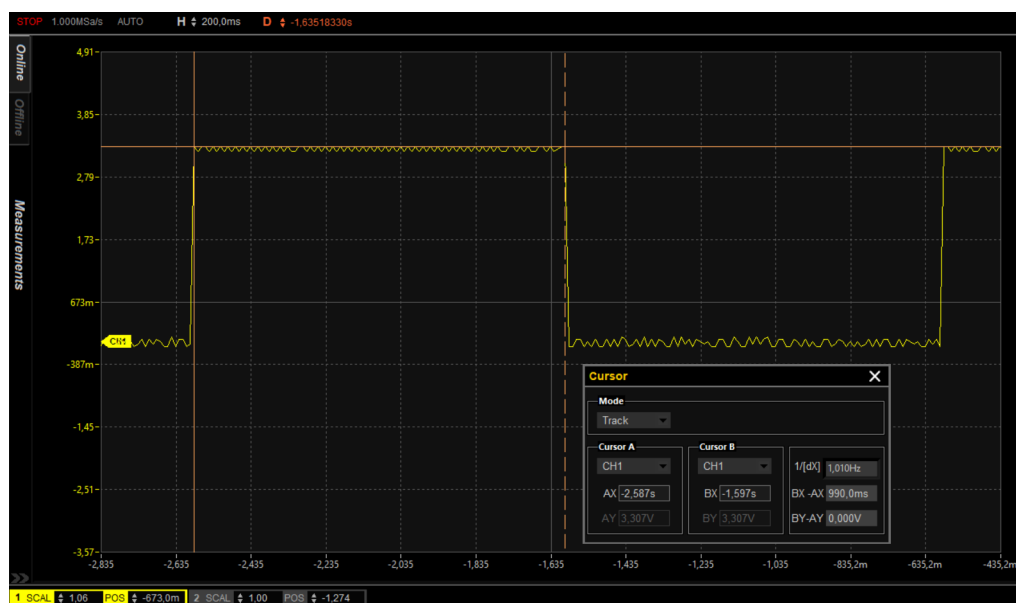 STOP 1.000MSa/s AUTO H 200,0ms D -1,63518330s
Online
Offline
Measurements
4,91
3,85
2,79
1,73
673m
CH1
-387m
-1,45
-2,51
-3,57
-2,835 -2,635 -2,435 -2,235 -2,035 -1,835 -1,635 -1,435 -1,235 -1,035 -835,2m -635,2m -435,2m
Cursor X
Mode
Track
Cursor A Cursor B
CH1 CH1 1/[dX] 1,010Hz
AX -2,587s BX -1,597s BX -AX 990,0ms
AY 3,307V BY 3,307V BY-AY 0,000V
1 SCAL 1,06 POS -673,0m 2 SCAL 1,00 POS -1,274